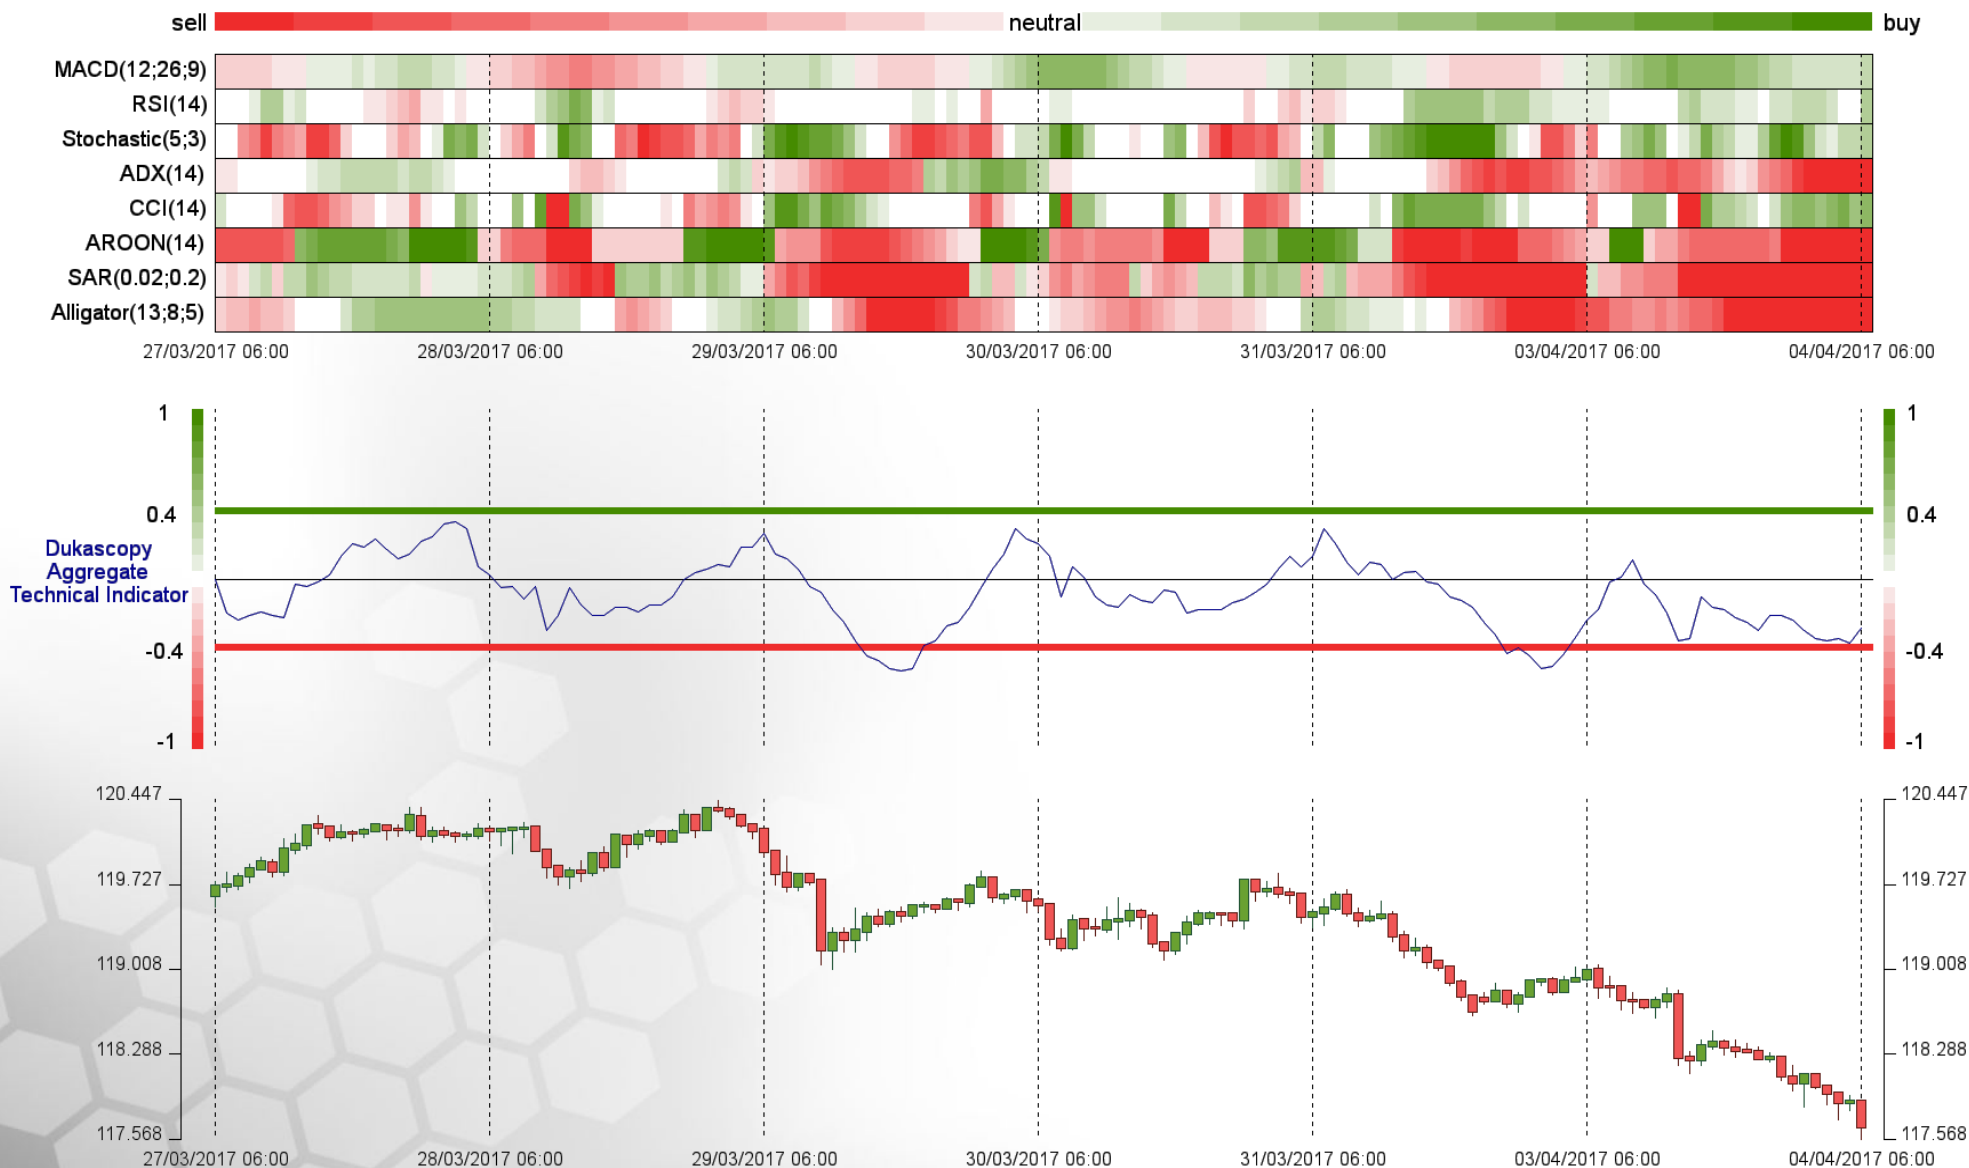 sell neutral buy
MACD(12;26;9)
RSI(14)
Stochastic(5;3)
ADX(14)
CCI(14)
AROON(14)
SAR(0.02;0.2)
Alligator(13;8;5)
27/03/2017 06:00 28/03/2017 06:00 29/03/2017 06:00 30/03/2017 06:00 31/03/2017 06:00 03/04/2017 06:00 04/04/2017 06:00
1 1
0.4 0.4
Dukascopy
Aggregate
Technical Indicator
-0.4 -0.4
-1 -1
120.447 120.447
119.727 119.727
119.008 119.008
118.288 118.288
117.568 117.568
27/03/2017 06:00 28/03/2017 06:00 29/03/2017 06:00 30/03/2017 06:00 31/03/2017 06:00 03/04/2017 06:00 04/04/2017 06:00